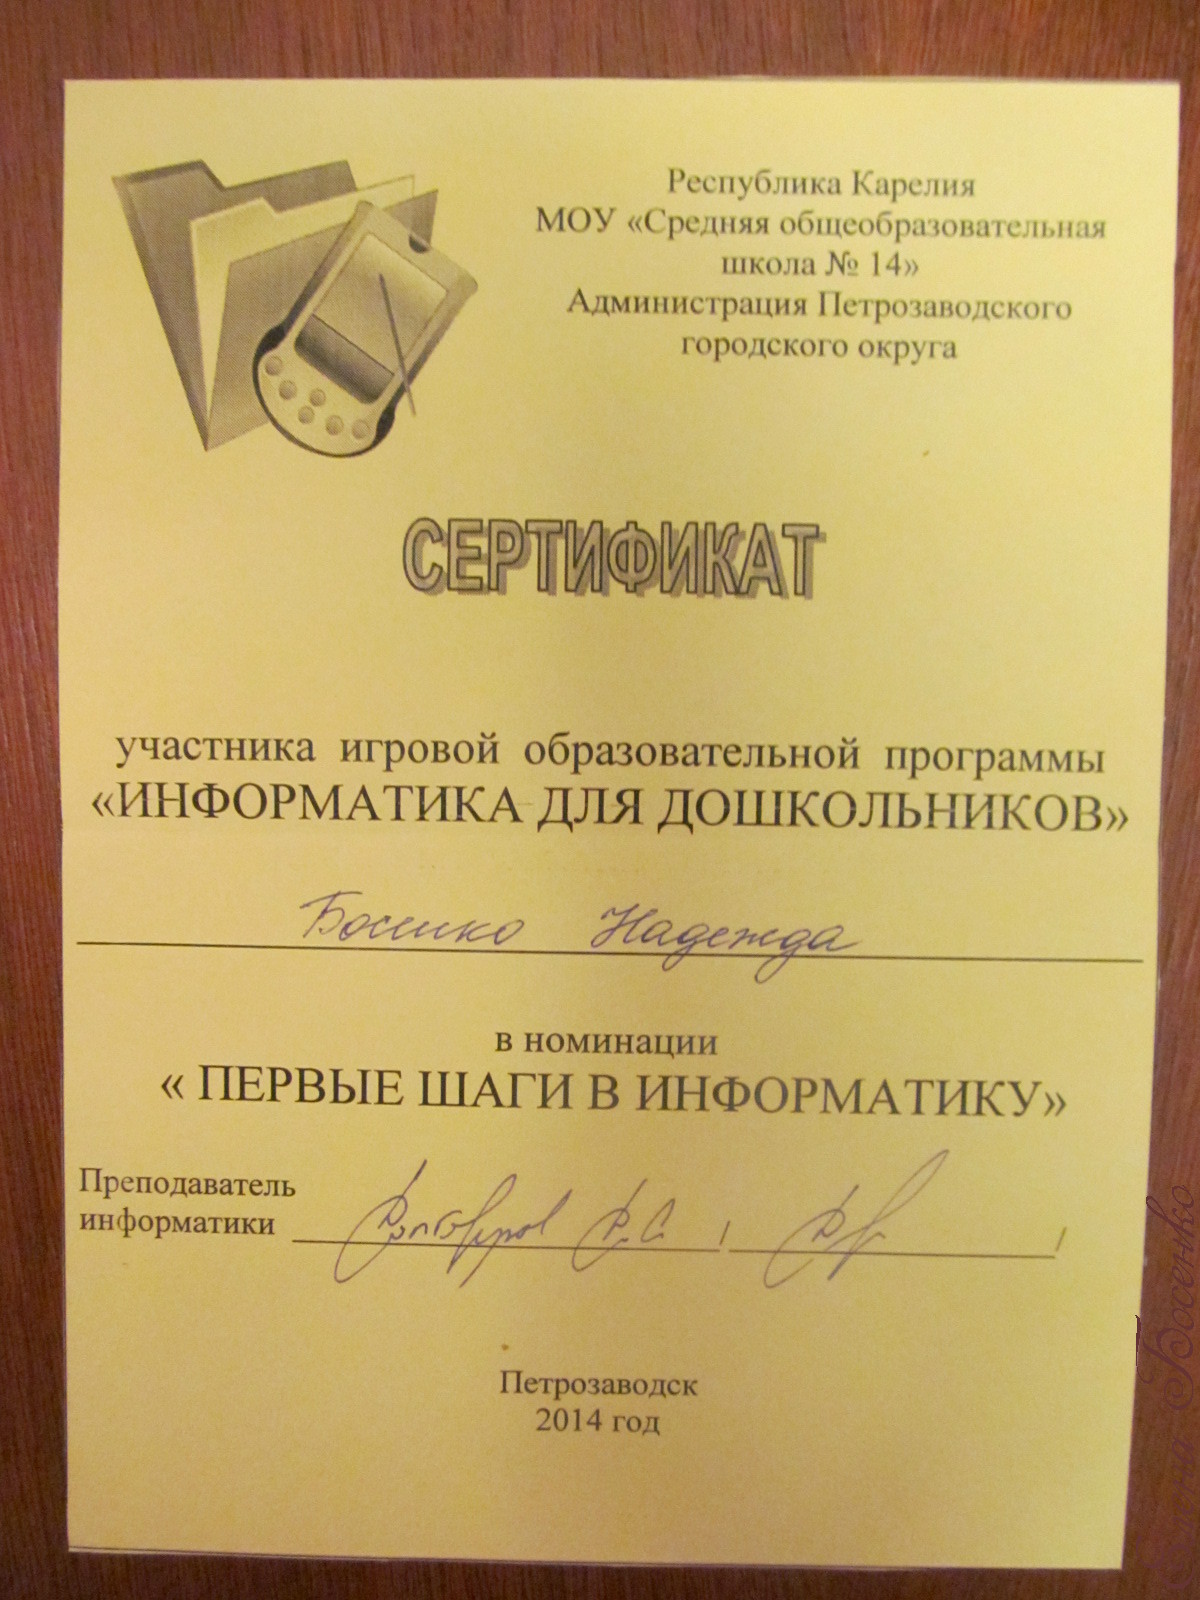 Республика Карелия
МОУ «Средняя общеобразовательная
школа № 14»
Администрация Петрозаводского
городского округа
СЕРТИФИКАТ
участника игровой образовательной программы
«ИНФОРМАТИКА ДЛЯ ДОШКОЛЬНИКОВ»
Босенко Надежда
в номинации
« ПЕРВЫЕ ШАГИ В ИНФОРМАТИКУ»
Преподаватель
информатики
Петрозаводск
2014 год
Босенко